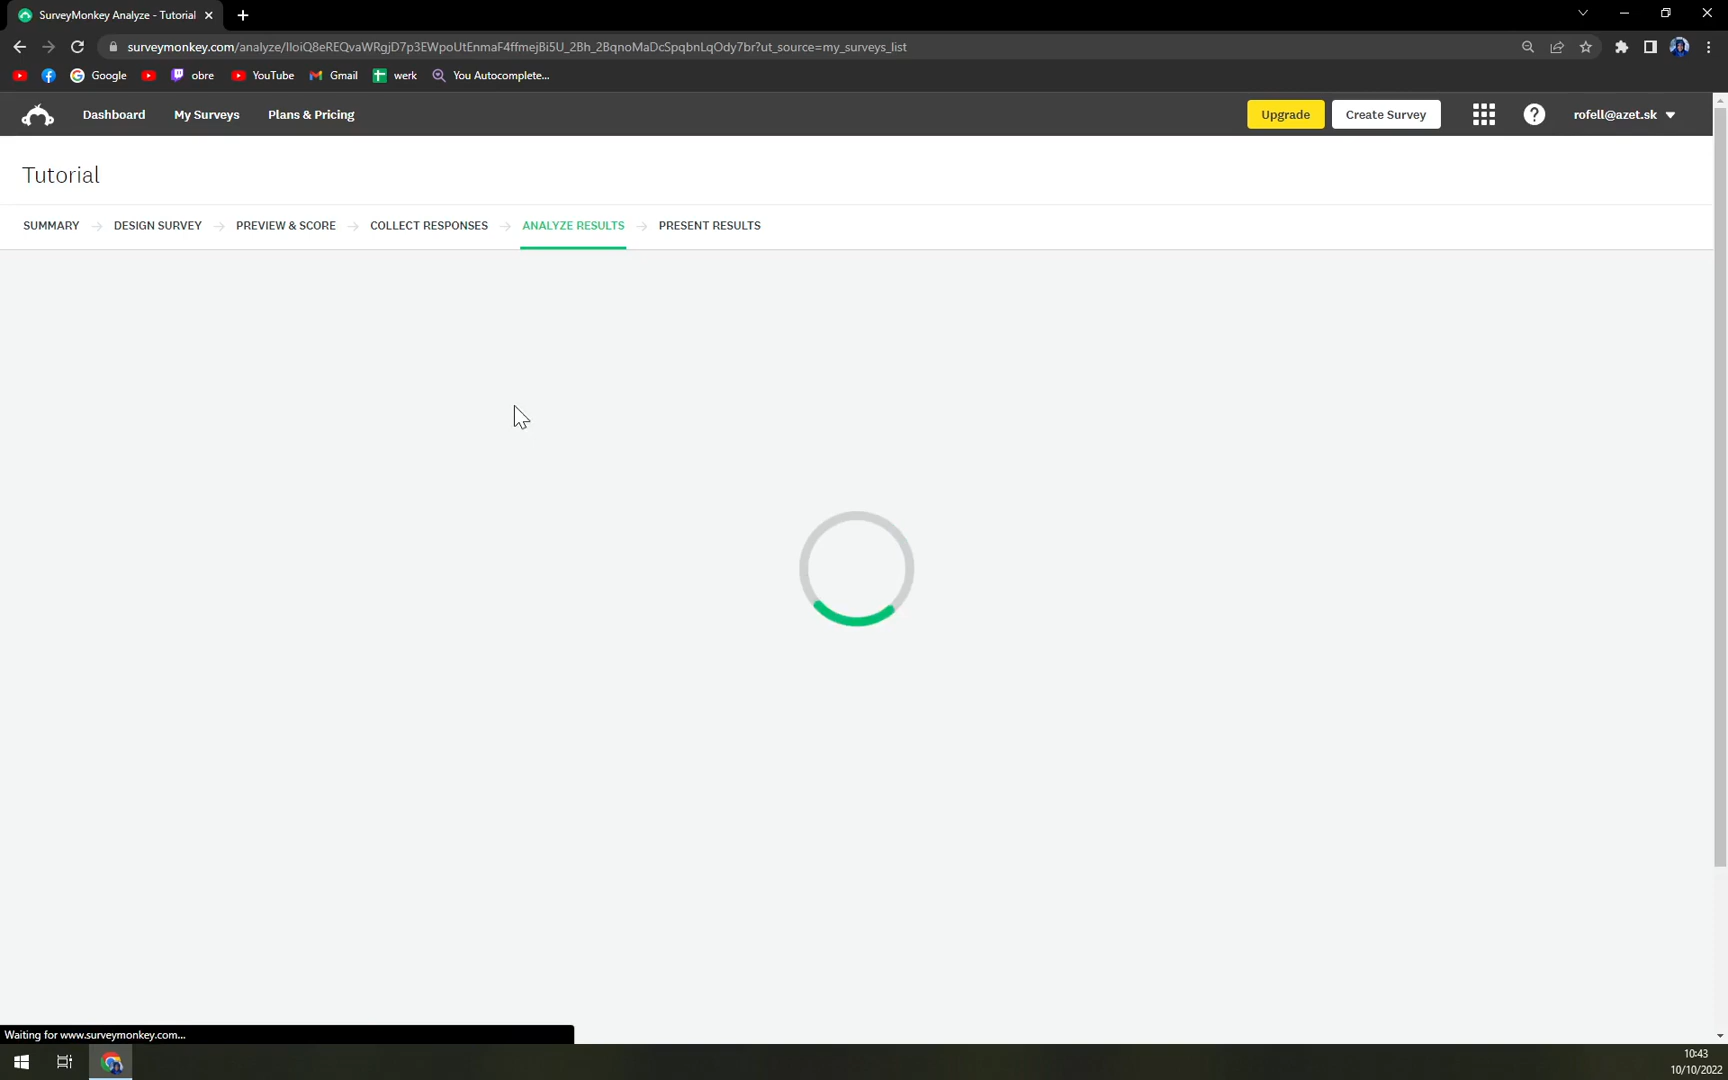 SurveyMonkey Analyze - Tutorial
surveymonkey.com/analyze/IloiQ8eREQvaWRgjD7p3EWpoUtEnmaF4ffmejBi5U_2Bh_2BqnoMaDcSpqbnLqOdy7br?ut_source=my_surveys_list
Google obre YouTube Gmail werk You Autocomplete...
Dashboard My Surveys Plans & Pricing Upgrade Create Survey ? rofell@azet.sk
Tutorial
SUMMARY DESIGN SURVEY PREVIEW & SCORE COLLECT RESPONSES ANALYZE RESULTS PRESENT RESULTS
Waiting for www.surveymonkey.com...
10:43
10/10/2022